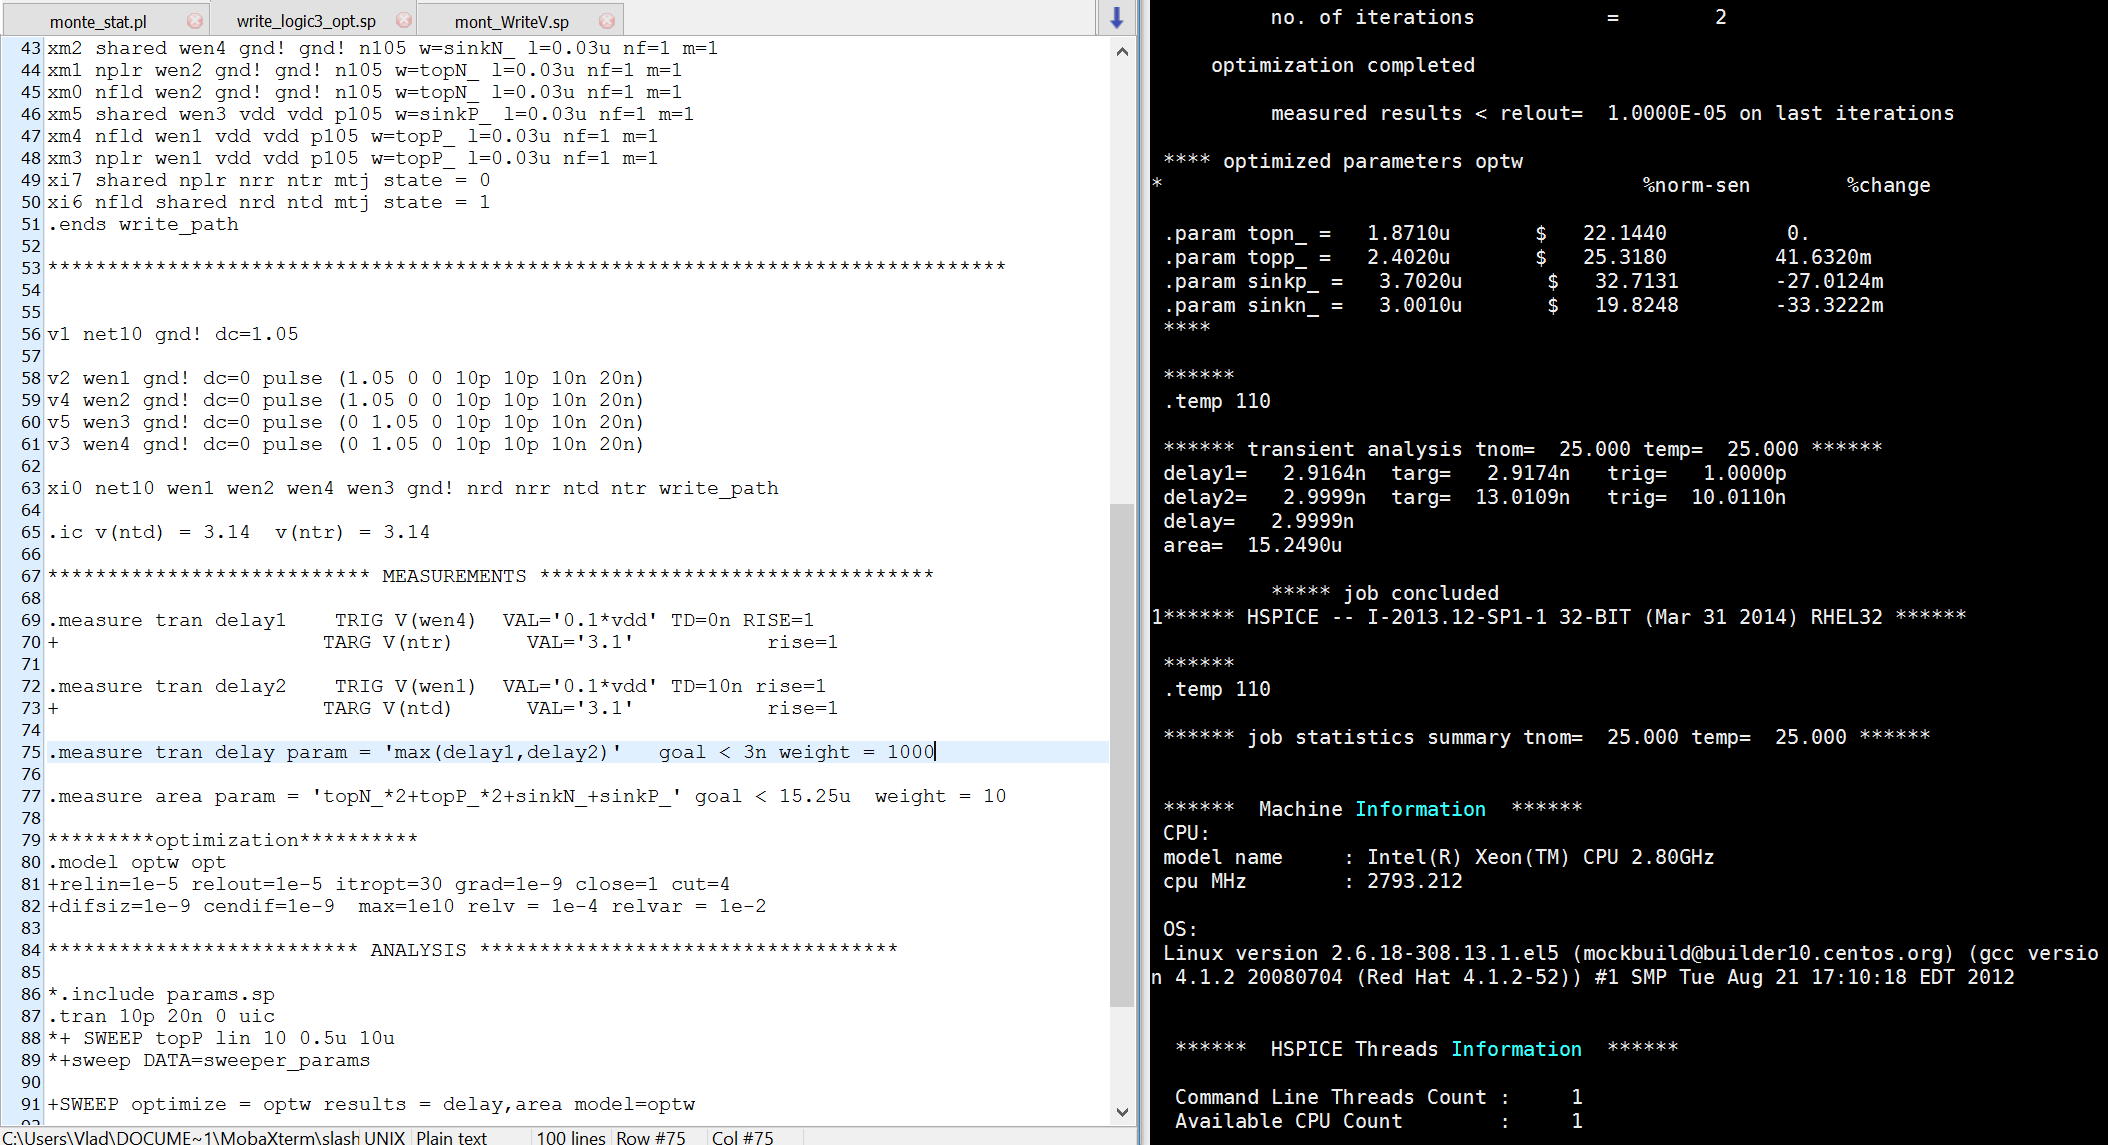 monte_stat.pl write_logic3_opt.sp mont_WriteV.sp
43 xm2 shared wen4 gnd! gnd! n105 w=sinkN_ l=0.03u nf=1 m=1
44 xm1 nplr wen2 gnd! gnd! n105 w=topN_ l=0.03u nf=1 m=1
45 xm0 nfld wen2 gnd! gnd! n105 w=topN_ l=0.03u nf=1 m=1
46 xm5 shared wen3 vdd vdd p105 w=sinkP_ l=0.03u nf=1 m=1
47 xm4 nfld wen1 vdd vdd p105 w=topP_ l=0.03u nf=1 m=1
48 xm3 nplr wen1 vdd vdd p105 w=topP_ l=0.03u nf=1 m=1
49 xi7 shared nplr nrr ntr mtj state = 0
50 xi6 nfld shared nrd ntd mtj state = 1
51 .ends write_path
52
53 ********************************************************************************
54
55
56 v1 net10 gnd! dc=1.05
57
58 v2 wen1 gnd! dc=0 pulse (1.05 0 0 10p 10p 10n 20n)
59 v4 wen2 gnd! dc=0 pulse (1.05 0 0 10p 10p 10n 20n)
60 v5 wen3 gnd! dc=0 pulse (0 1.05 0 10p 10p 10n 20n)
61 v3 wen4 gnd! dc=0 pulse (0 1.05 0 10p 10p 10n 20n)
62
63 xi0 net10 wen1 wen2 wen4 wen3 gnd! nrd nrr ntd ntr write_path
64
65 .ic v(ntd) = 3.14  v(ntr) = 3.14
66
67 *************************** MEASUREMENTS *********************************
68
69 .measure tran delay1    TRIG V(wen4)  VAL='0.1*vdd' TD=0n RISE=1
70 +                      TARG V(ntr)      VAL='3.1'           rise=1
71
72 .measure tran delay2    TRIG V(wen1)  VAL='0.1*vdd' TD=10n rise=1
73 +                      TARG V(ntd)      VAL='3.1'           rise=1
74
75 .measure tran delay param = 'max(delay1,delay2)'   goal < 3n weight = 1000
76
77 .measure area param = 'topN_*2+topP_*2+sinkN_+sinkP_' goal < 15.25u  weight = 10
78
79 *********optimization**********
80 .model optw opt
81 +relin=1e-5 relout=1e-5 itropt=30 grad=1e-9 close=1 cut=4
82 +difsiz=1e-9 cendif=1e-9  max=1e10 relv = 1e-4 relvar = 1e-2
83
84 ************************** ANALYSIS ***********************************
85
86 *.include params.sp
87 .tran 10p 20n 0 uic
88 *+ SWEEP topP lin 10 0.5u 10u
89 *+sweep DATA=sweeper_params
90
91 +SWEEP optimize = optw results = delay,area model=optw
C:\Users\Vlad\DOCUME~1\MobaXterm\slash UNIX Plain text 100 lines Row #75 Col #75
no. of iterations           =        2
optimization completed
measured results < relout=  1.0000E-05 on last iterations
**** optimized parameters optw
*                                        %norm-sen        %change
.param topn_ =   1.8710u       $   22.1440          0.
.param topp_ =   2.4020u       $   25.3180         41.6320m
.param sinkp_ =   3.7020u       $   32.7131        -27.0124m
.param sinkn_ =   3.0010u       $   19.8248        -33.3222m
****
******
.temp 110
****** transient analysis tnom=  25.000 temp=  25.000 ******
delay1=   2.9164n  targ=   2.9174n   trig=   1.0000p
delay2=   2.9999n  targ=  13.0109n   trig=  10.0110n
delay=   2.9999n
area=  15.2490u
***** job concluded
1****** HSPICE -- I-2013.12-SP1-1 32-BIT (Mar 31 2014) RHEL32 ******
******
.temp 110
****** job statistics summary tnom=  25.000 temp=  25.000 ******
******  Machine Information  ******
CPU:
model name     : Intel(R) Xeon(TM) CPU 2.80GHz
cpu MHz        : 2793.212
OS:
Linux version 2.6.18-308.13.1.el5 (mockbuild@builder10.centos.org) (gcc versio
n 4.1.2 20080704 (Red Hat 4.1.2-52)) #1 SMP Tue Aug 21 17:10:18 EDT 2012
******  HSPICE Threads Information  ******
Command Line Threads Count :     1
Available CPU Count        :     1